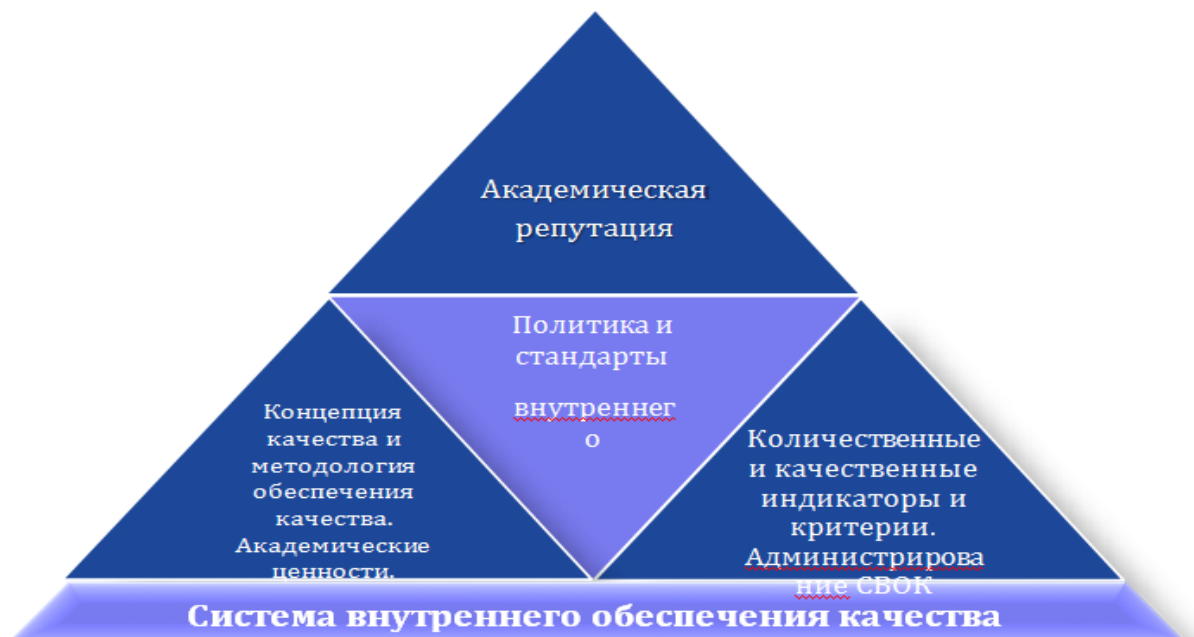 Академическая
репутация
Политика и
стандарты
внутреннег
о
Концепция
качества и
методология
обеспечения
качества.
Академические
ценности.
Количественные
и качественные
индикаторы и
критерии.
Администрирова
ние СВОК
Система внутреннего обеспечения качества